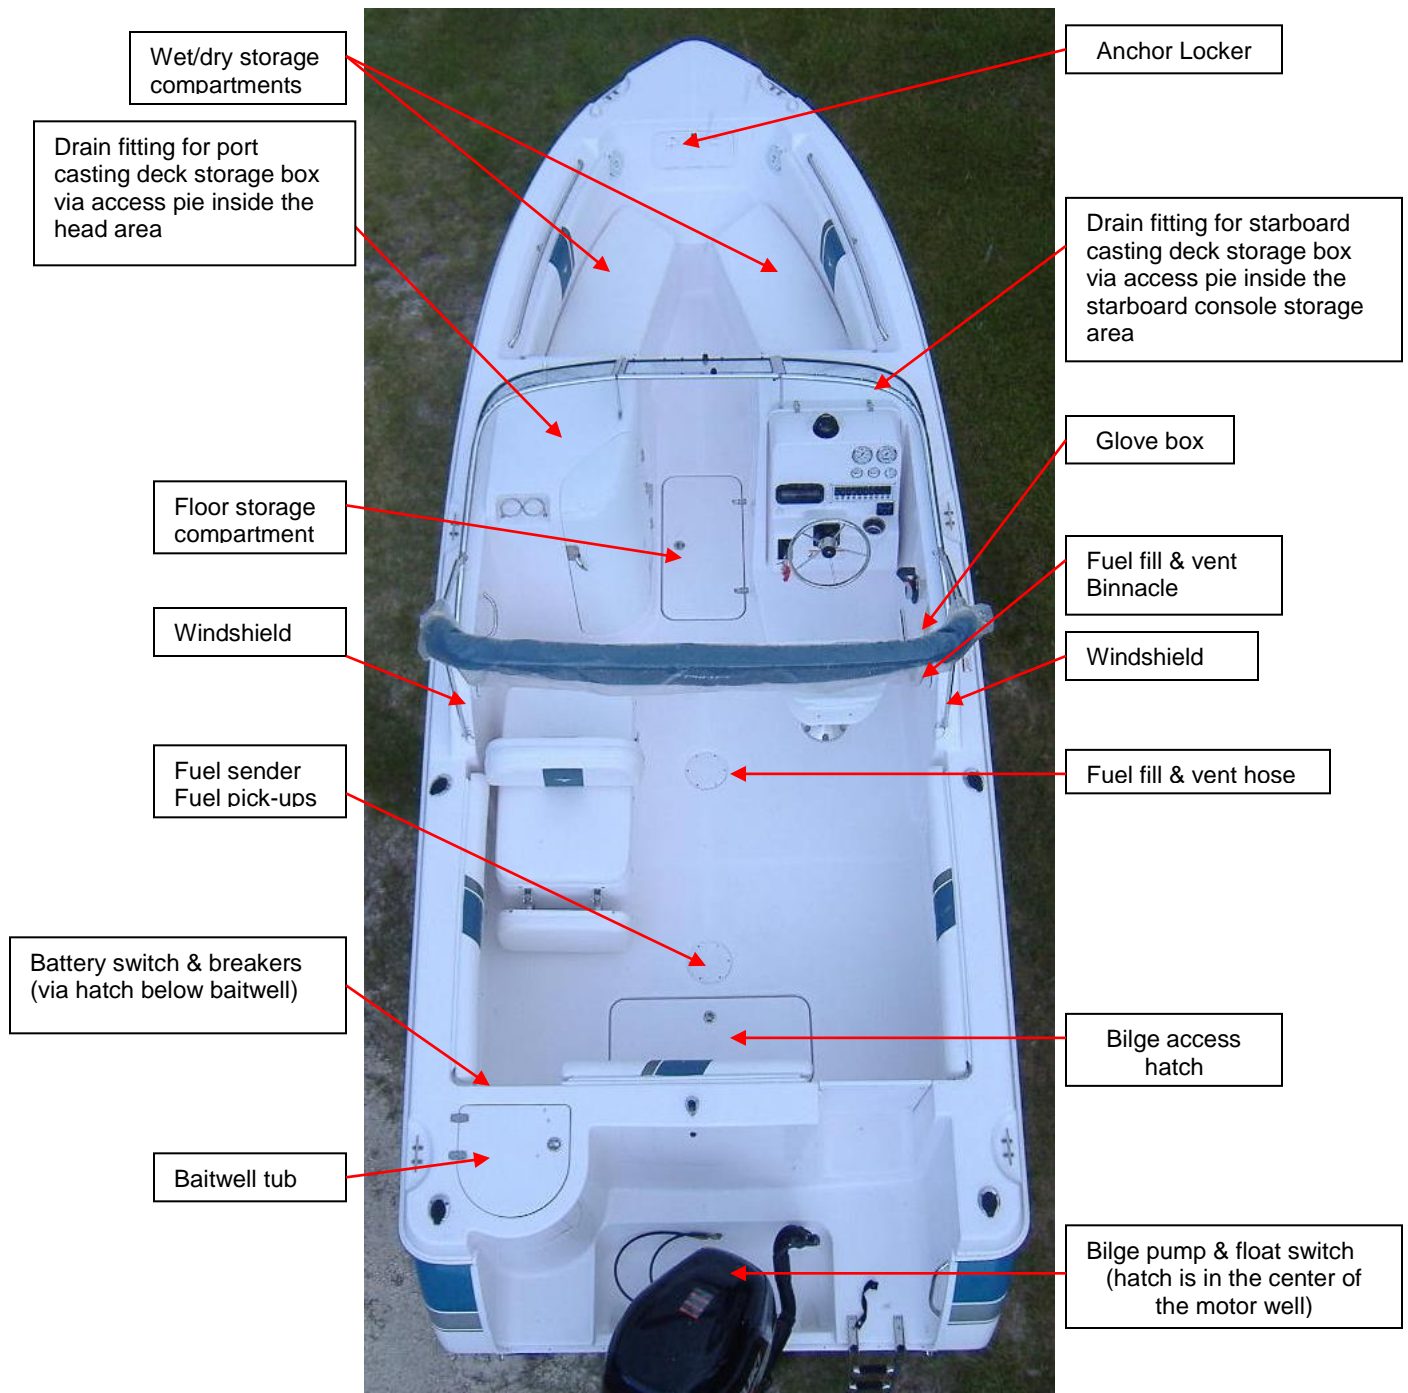 Wet/dry storage
compartments
Drain fitting for port
casting deck storage box
via access pie inside the
head area
Floor storage
compartment
Windshield
Fuel sender
Fuel pick-ups
Battery switch & breakers
(via hatch below baitwell)
Baitwell tub
Anchor Locker
Drain fitting for starboard
casting deck storage box
via access pie inside the
starboard console storage
area
Glove box
Fuel fill & vent
Binnacle
Windshield
Fuel fill & vent hose
Bilge access
hatch
Bilge pump & float switch
(hatch is in the center of
the motor well)